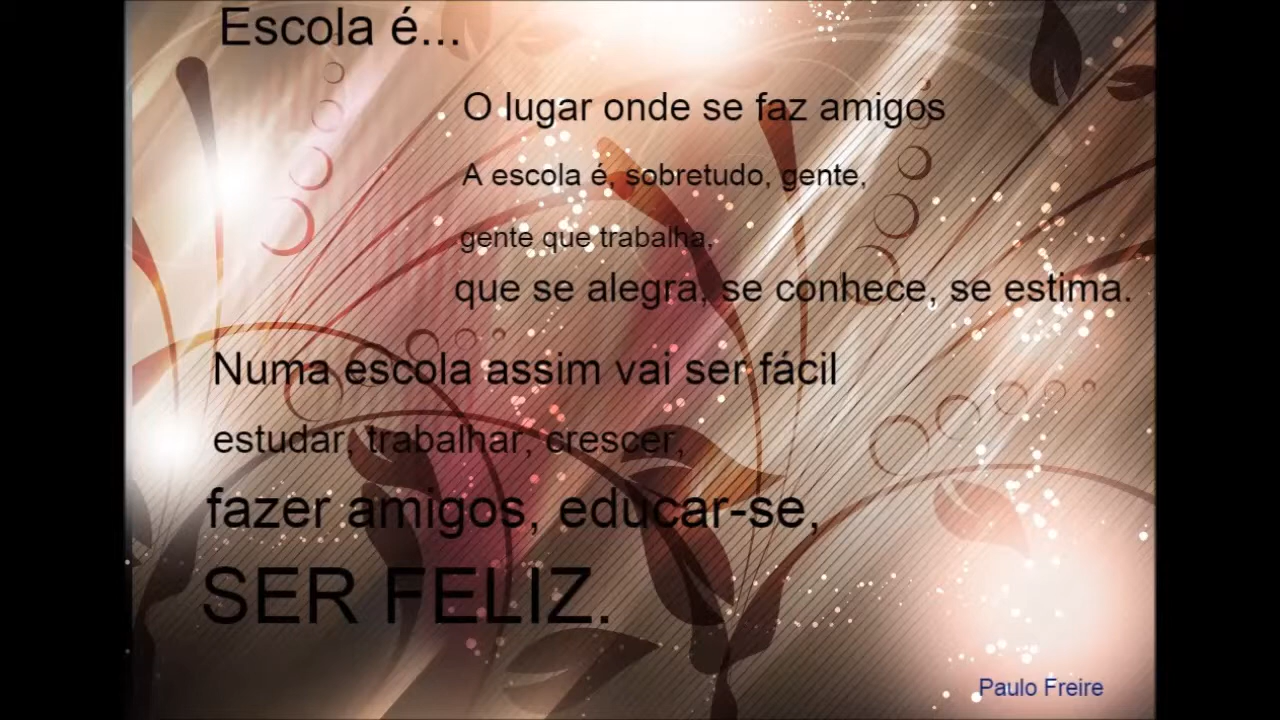 Escola é...
O lugar onde se faz amigos
A escola é, sobretudo, gente,
gente que trabalha,
que se alegra, se conhece, se estima.
Numa escola assim vai ser fácil
estudar, trabalhar, crescer,
fazer amigos, educar-se,
SER FELIZ.
Paulo Freire